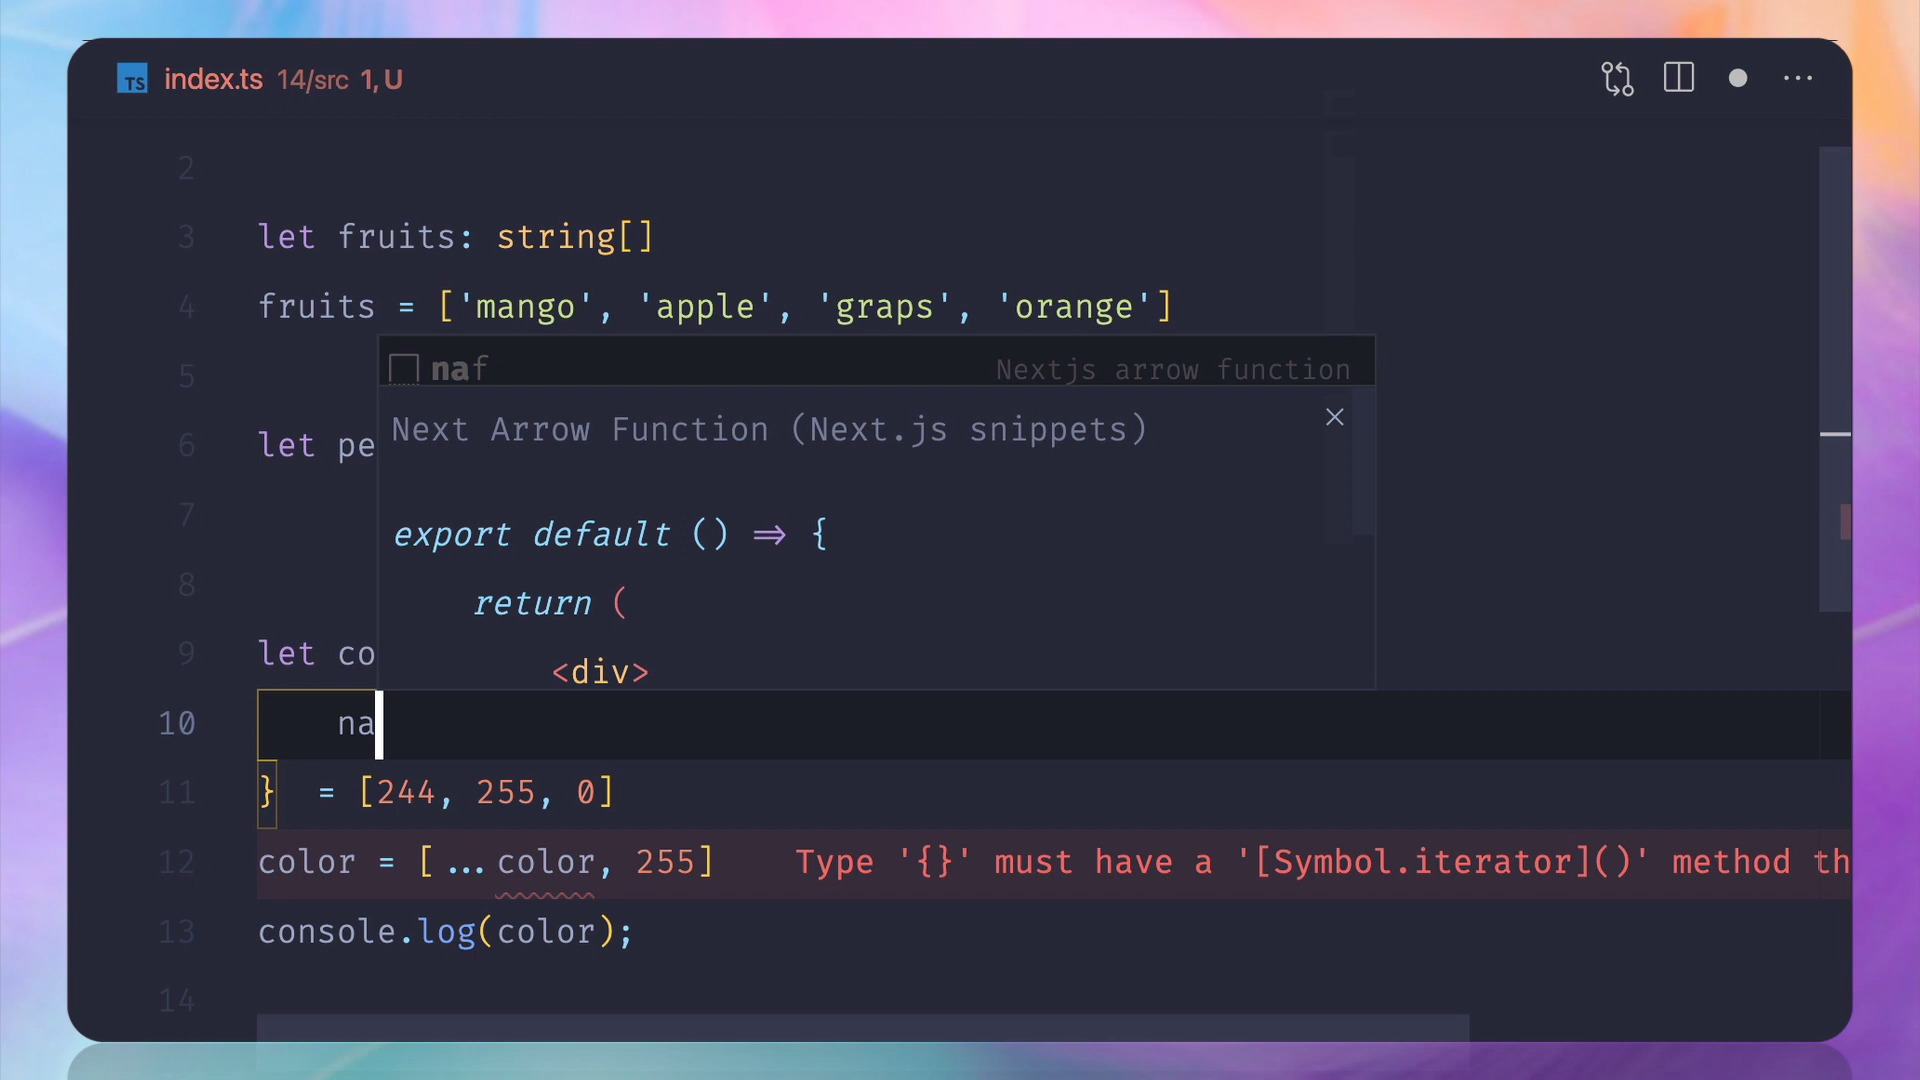 TS index.ts 14/src 1, U
2
3 let fruits: string[]
4 fruits = ['mango', 'apple', 'graps', 'orange']
5
naf Nextjs arrow function
Next Arrow Function (Next.js snippets)
6 let pe
7
export default () => {
8
return (
9 let co
<div>
10 na
11 } = [244, 255, 0]
12 color = [...color, 255] Type '{}' must have a '[Symbol.iterator]()' method th
13 console.log(color);
14